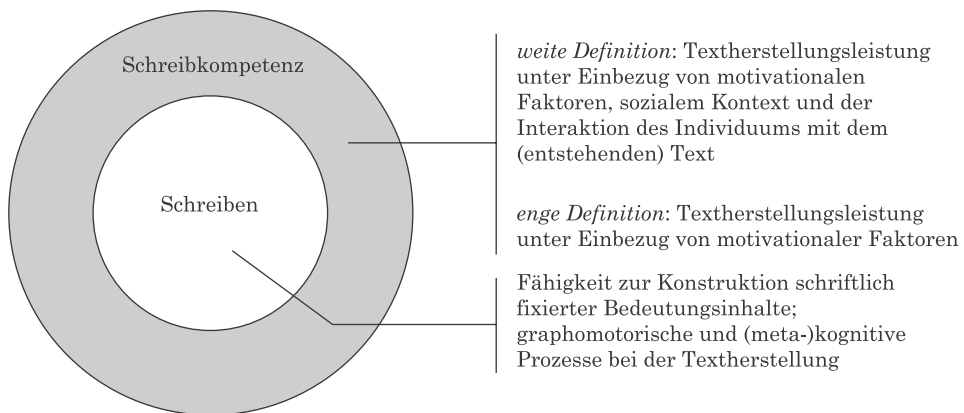 Schreibkompetenz
Schreiben
weite Definition: Textherstellungsleistung
unter Einbezug von motivationalen
Faktoren, sozialem Kontext und der
Interaktion des Individuums mit dem
(entstehenden) Text
enge Definition: Textherstellungsleistung
unter Einbezug von motivationaler Faktoren
Fähigkeit zur Konstruktion schriftlich
fixierter Bedeutungsinhalte;
graphomotorische und (meta-)kognitive
Prozesse bei der Textherstellung